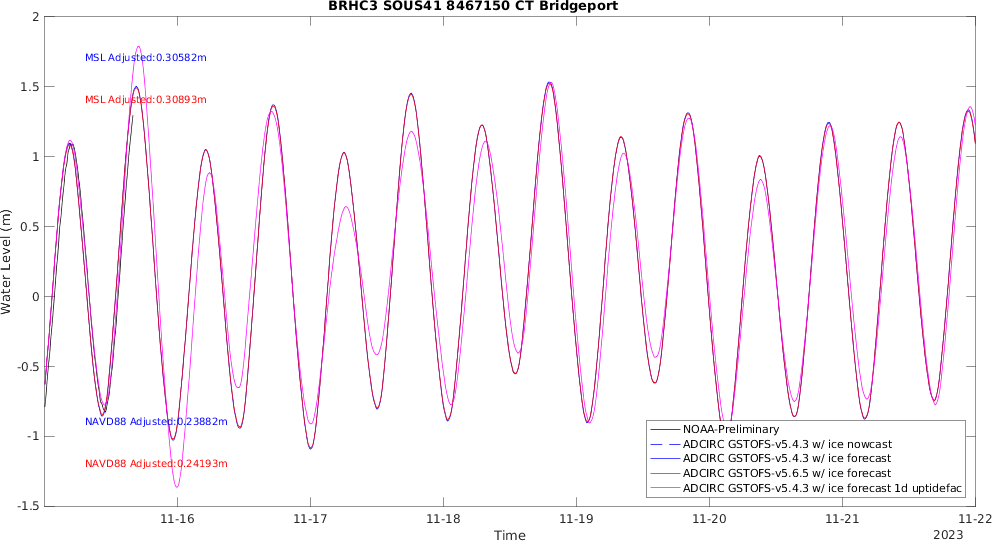 BRHC3 SOUS41 8467150 CT Bridgeport
2
1.5
1
0.5
0
-0.5
-1
-1.5
Water Level (m)
MSL Adjusted:0.30582m
MSL Adjusted:0.30893m
NAVD88 Adjusted:0.23882m
NAVD88 Adjusted:0.24193m
NOAA-Preliminary
ADCIRC GSTOFS-v5.4.3 w/ ice nowcast
ADCIRC GSTOFS-v5.4.3 w/ ice forecast
ADCIRC GSTOFS-v5.6.5 w/ ice forecast
ADCIRC GSTOFS-v5.4.3 w/ ice forecast 1d uptidefac
11-16 11-17 11-18 11-19 11-20 11-21 11-22
Time
2023